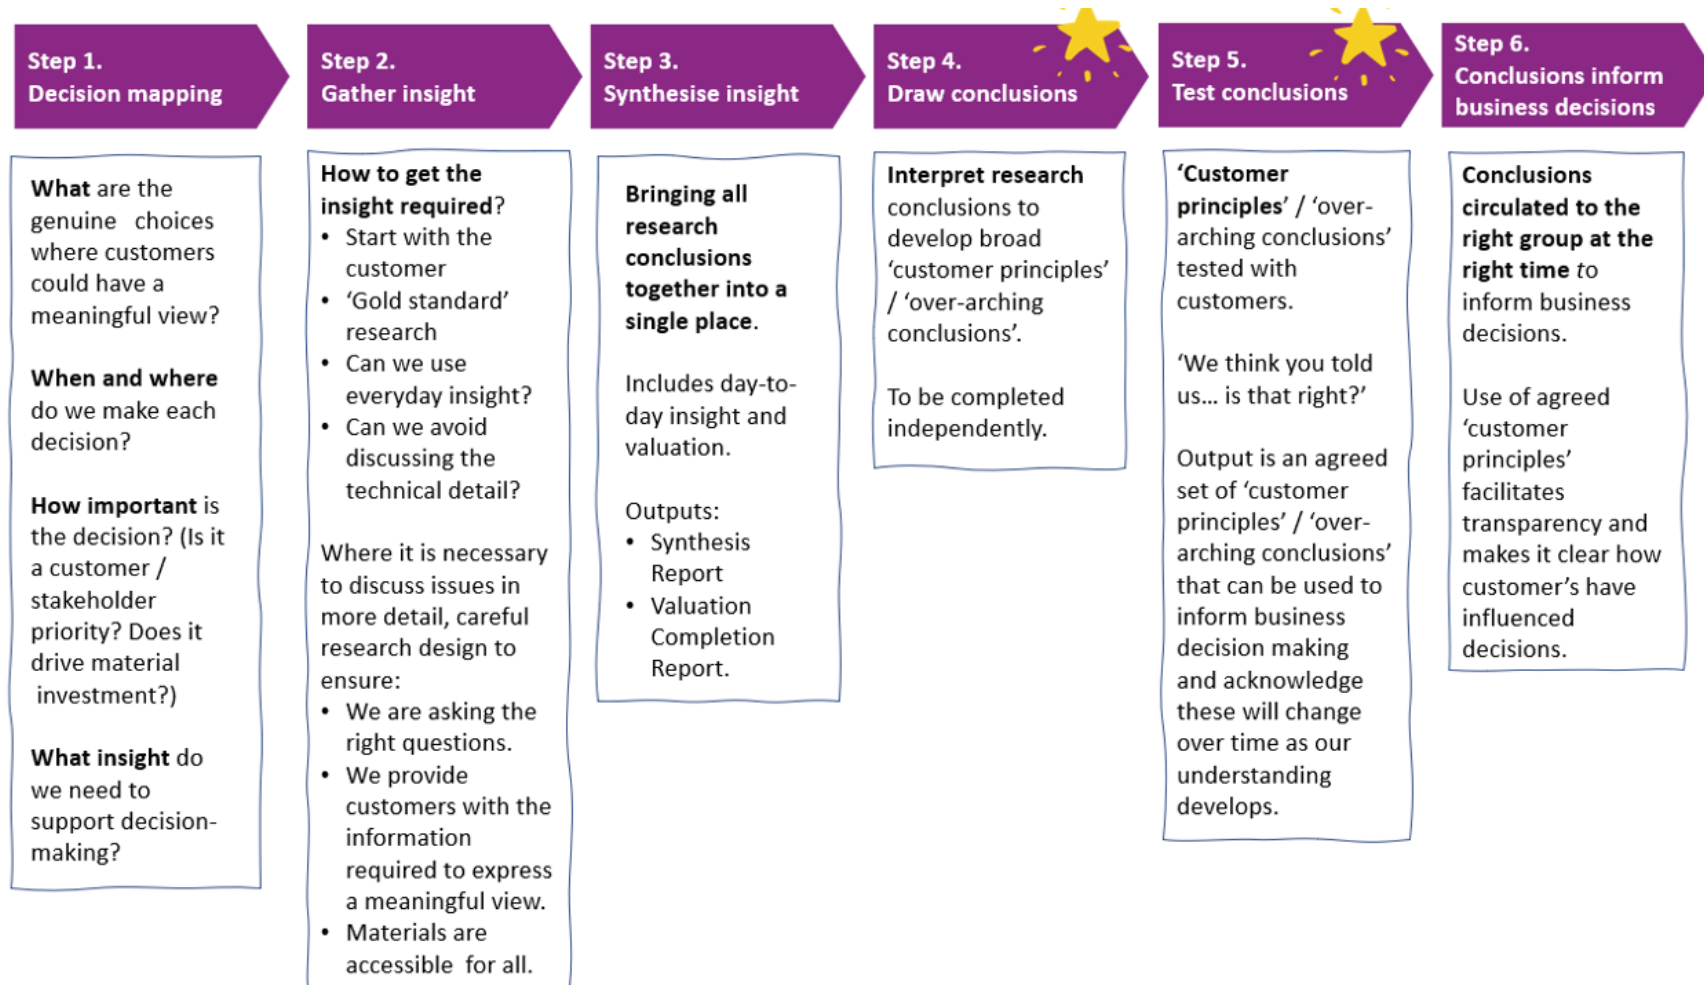 Step 1.
Decision mapping
What are the
genuine choices
where customers
could have a
meaningful view?
When and where
do we make each
decision?
How important is
the decision? (Is it
a customer /
stakeholder
priority? Does it
drive material
investment?)
What insight do
we need to
support decision-
making?
Step 2.
Gather insight
How to get the
insight required?
• Start with the
customer
• ‘Gold standard’
research
• Can we use
everyday insight?
• Can we avoid
discussing the
technical detail?
Where it is necessary
to discuss issues in
more detail, careful
research design to
ensure:
• We are asking the
right questions.
• We provide
customers with the
information
required to express
a meaningful view.
• Materials are
accessible for all.
Step 3.
Synthesise insight
Bringing all
research
conclusions
together into a
single place.
Includes day-to-
day insight and
valuation.
Outputs:
• Synthesis
Report
• Valuation
Completion
Report.
Step 4.
Draw conclusions
Interpret research
conclusions to
develop broad
‘customer principles’
/ ‘over-arching
conclusions’.
To be completed
independently.
Step 5.
Test conclusions
‘Customer
principles’ / ‘over-
arching conclusions’
tested with
customers.
‘We think you told
us... is that right?’
Output is an agreed
set of ‘customer
principles’ / ‘over-
arching conclusions’
that can be used to
inform business
decision making
and acknowledge
these will change
over time as our
understanding
develops.
Step 6.
Conclusions inform
business decisions
Conclusions
circulated to the
right group at the
right time to
inform business
decisions.
Use of agreed
‘customer
principles’
facilitates
transparency and
makes it clear how
customer’s have
influenced
decisions.